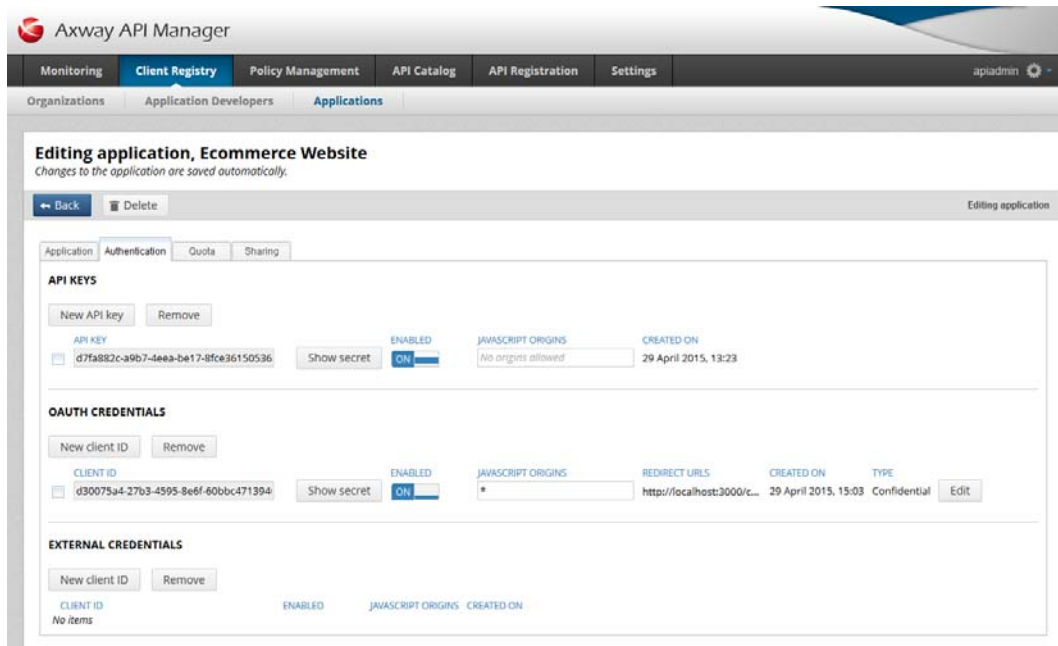 Axway API Manager
Monitoring Client Registry Policy Management API Catalog API Registration Settings apiadmin
Organizations Application Developers Applications
Editing application, Ecommerce Website
Changes to the application are saved automatically.
Back Delete Editing application
Application Authentication Quota Sharing
API KEYS
New API key Remove
API KEY ENABLED JAVASCRIPT ORIGINS CREATED ON
d7fa882c-a9b7-4eea-be17-8fce36150536 Show secret ON No origins allowed 29 April 2015, 13:23
OAUTH CREDENTIALS
New client ID Remove
CLIENT ID ENABLED JAVASCRIPT ORIGINS REDIRECT URLS CREATED ON TYPE
d30075a4-27b3-4595-8e6f-60bbc471394 Show secret ON * http://localhost:3000/c... 29 April 2015, 15:03 Confidential Edit
EXTERNAL CREDENTIALS
New client ID Remove
CLIENT ID ENABLED JAVASCRIPT ORIGINS CREATED ON
No items